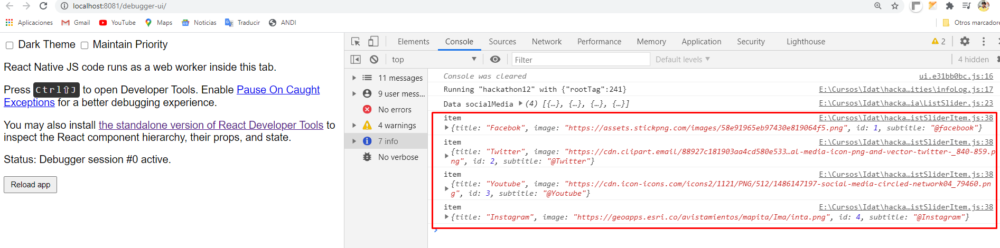 localhost:8081/debugger-ui/
Aplicaciones Gmail YouTube Maps Noticias Traducir ANDI Otros marcadore
Dark Theme Maintain Priority
React Native JS code runs as a web worker inside this tab.
Press Ctrl⇧J to open Developer Tools. Enable Pause On Caught
Exceptions for a better debugging experience.
You may also install the standalone version of React Developer Tools to
inspect the React component hierarchy, their props, and state.
Status: Debugger session #0 active.
Reload app
Elements Console Sources Network Performance Memory Application Security Lighthouse 2
top Filter Default levels 4 hidden
11 messages
9 user mess...
No errors
4 warnings
7 info
No verbose
Console was cleared ui.e31bb0bc.js:16
Running "hackathon12" with {"rootTag":241} E:\Cursos\Idat\hacka…ities\infoLog.js:17
Data socialMedia (4) [{…}, {…}, {…}, {…}] E:\Cursos\Idat\hacka…ia\ListSlider.js:23
item E:\Cursos\Idat\hacka…istSliderItem.js:38
{title: "Facebok", image: "https://assets.stickpng.com/images/58e91965eb97430e819064f5.png", id: 1, subtitle: "@facebook"}
item E:\Cursos\Idat\hacka…istSliderItem.js:38
{title: "Twitter", image: "https://cdn.clipart.email/88927c181903aa4cd580e533…al-media-icon-png-and-vector-twitter-_840-859.p
ng", id: 2, subtitle: "@Twitter"}
item E:\Cursos\Idat\hacka…istSliderItem.js:38
{title: "Youtube", image: "https://cdn.icon-icons.com/icons2/1121/PNG/512/1486147197-social-media-circled-network04_79460.pn
g", id: 3, subtitle: "@Youtube"}
item E:\Cursos\Idat\hacka…istSliderItem.js:38
{title: "Instagram", image: "https://geoapps.esri.co/avistamientos/mapita/Ima/inta.png", id: 4, subtitle: "@Instagram"}